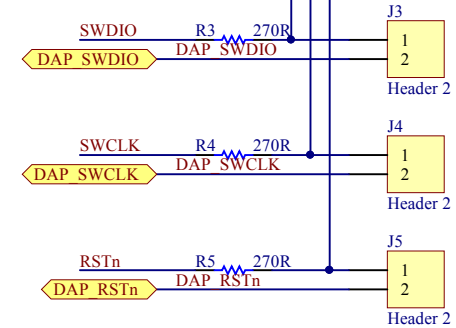 J3
SWDIO R3 270R
1
DAP_SWDIO DAP_SWDIO 2
Header 2
J4
SWCLK R4 270R
1
DAP_SWCLK DAP_SWCLK 2
Header 2
J5
RSTn R5 270R
1
DAP_RSTn DAP_RSTn 2
Header 2